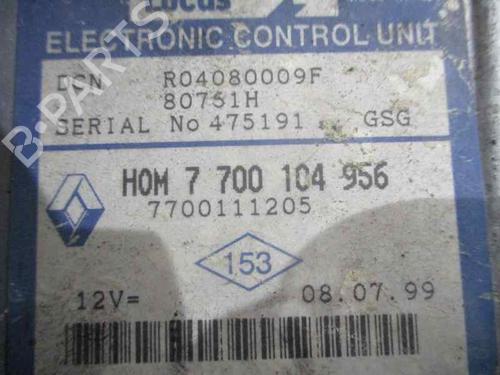 Lucas
ELECTRONIC CONTROL UNIT
DCN R04080009F
80751H
SERIAL No 475191 GSG
HOM 7 700 104 956
7700111205
153
12V=
08.07.99
B-PARTS